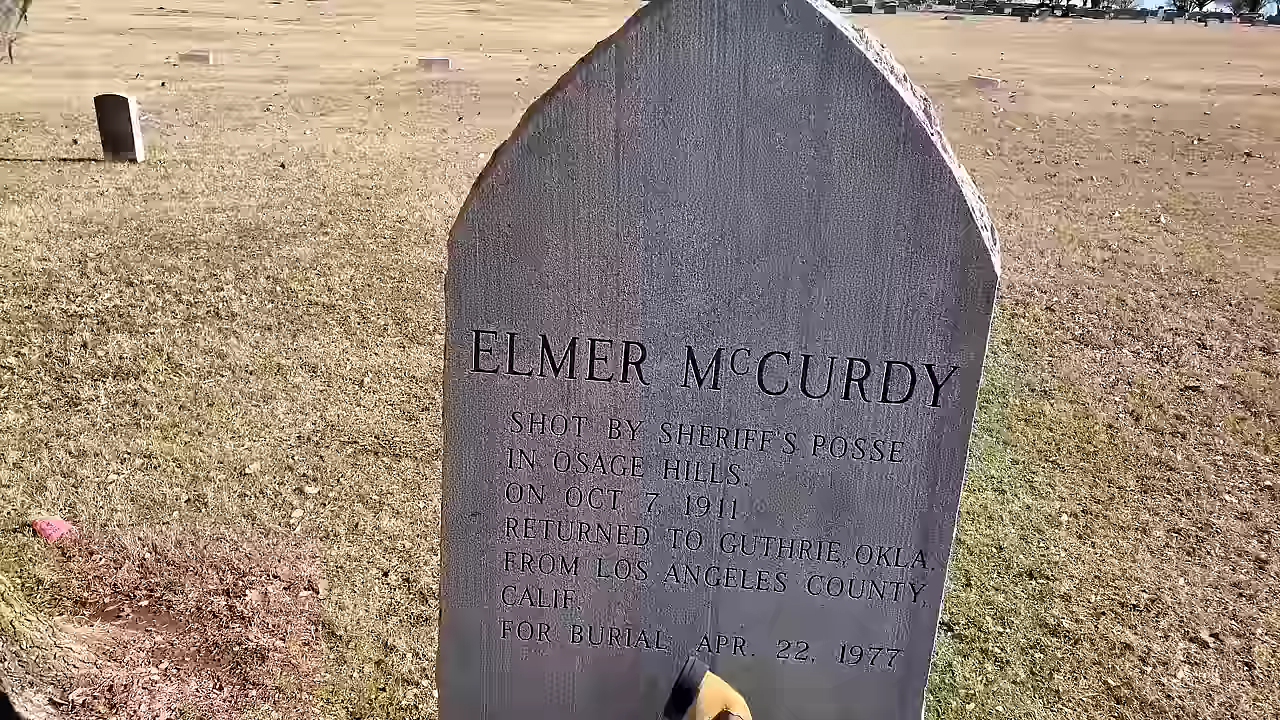 ELMER McCURDY
SHOT BY SHERIFF'S POSSE
IN OSAGE HILLS.
ON OCT 7, 1911
RETURNED TO GUTHRIE, OKLA.
FROM LOS ANGELES COUNTY,
CALIF.
FOR BURIAL APR. 22, 1977